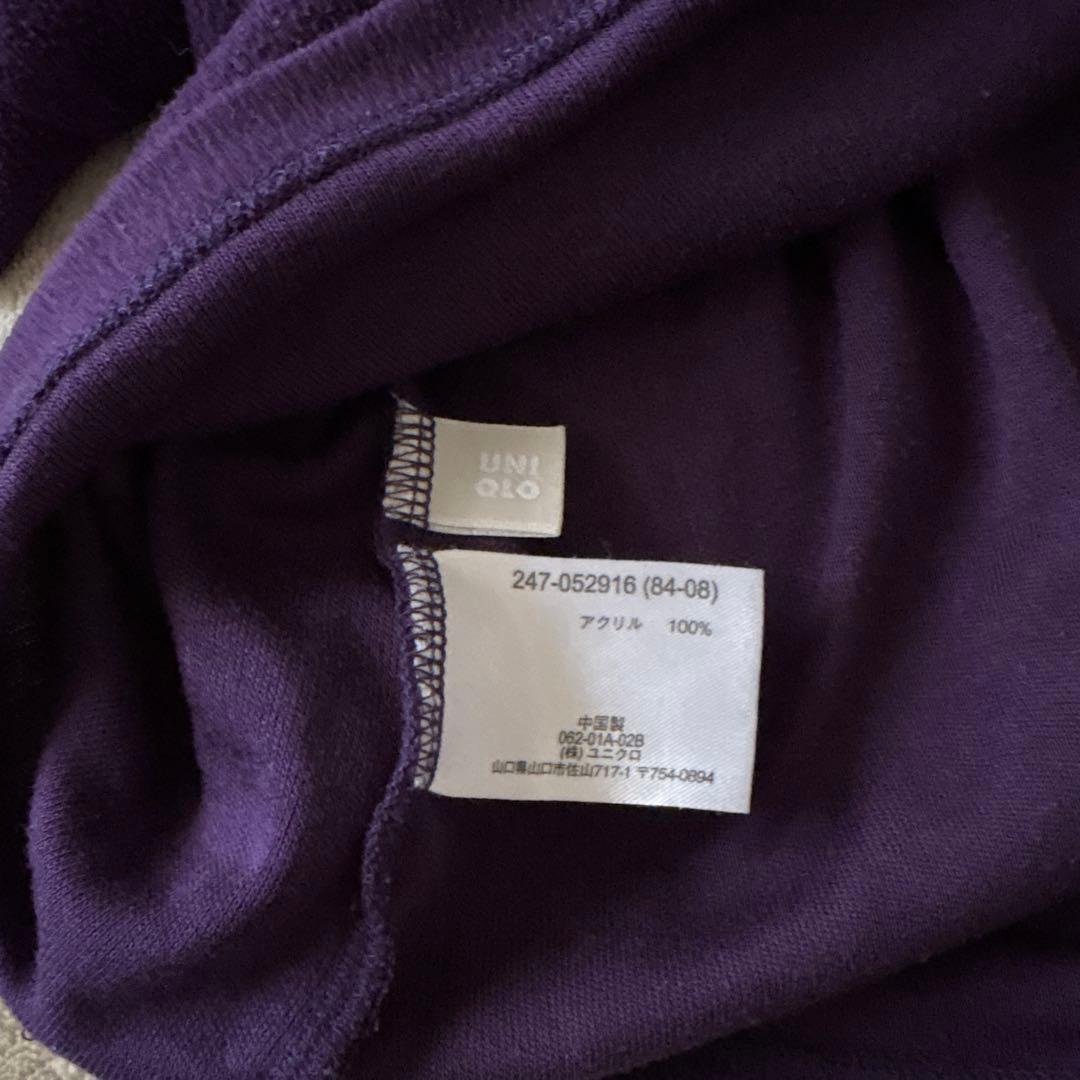 UNI
QLO
247-052916 (84-08)
アクリル 100%
中国製
062-01A-02B
(株) ユニクロ
山口県山口市佐山717-1 〒754-0894